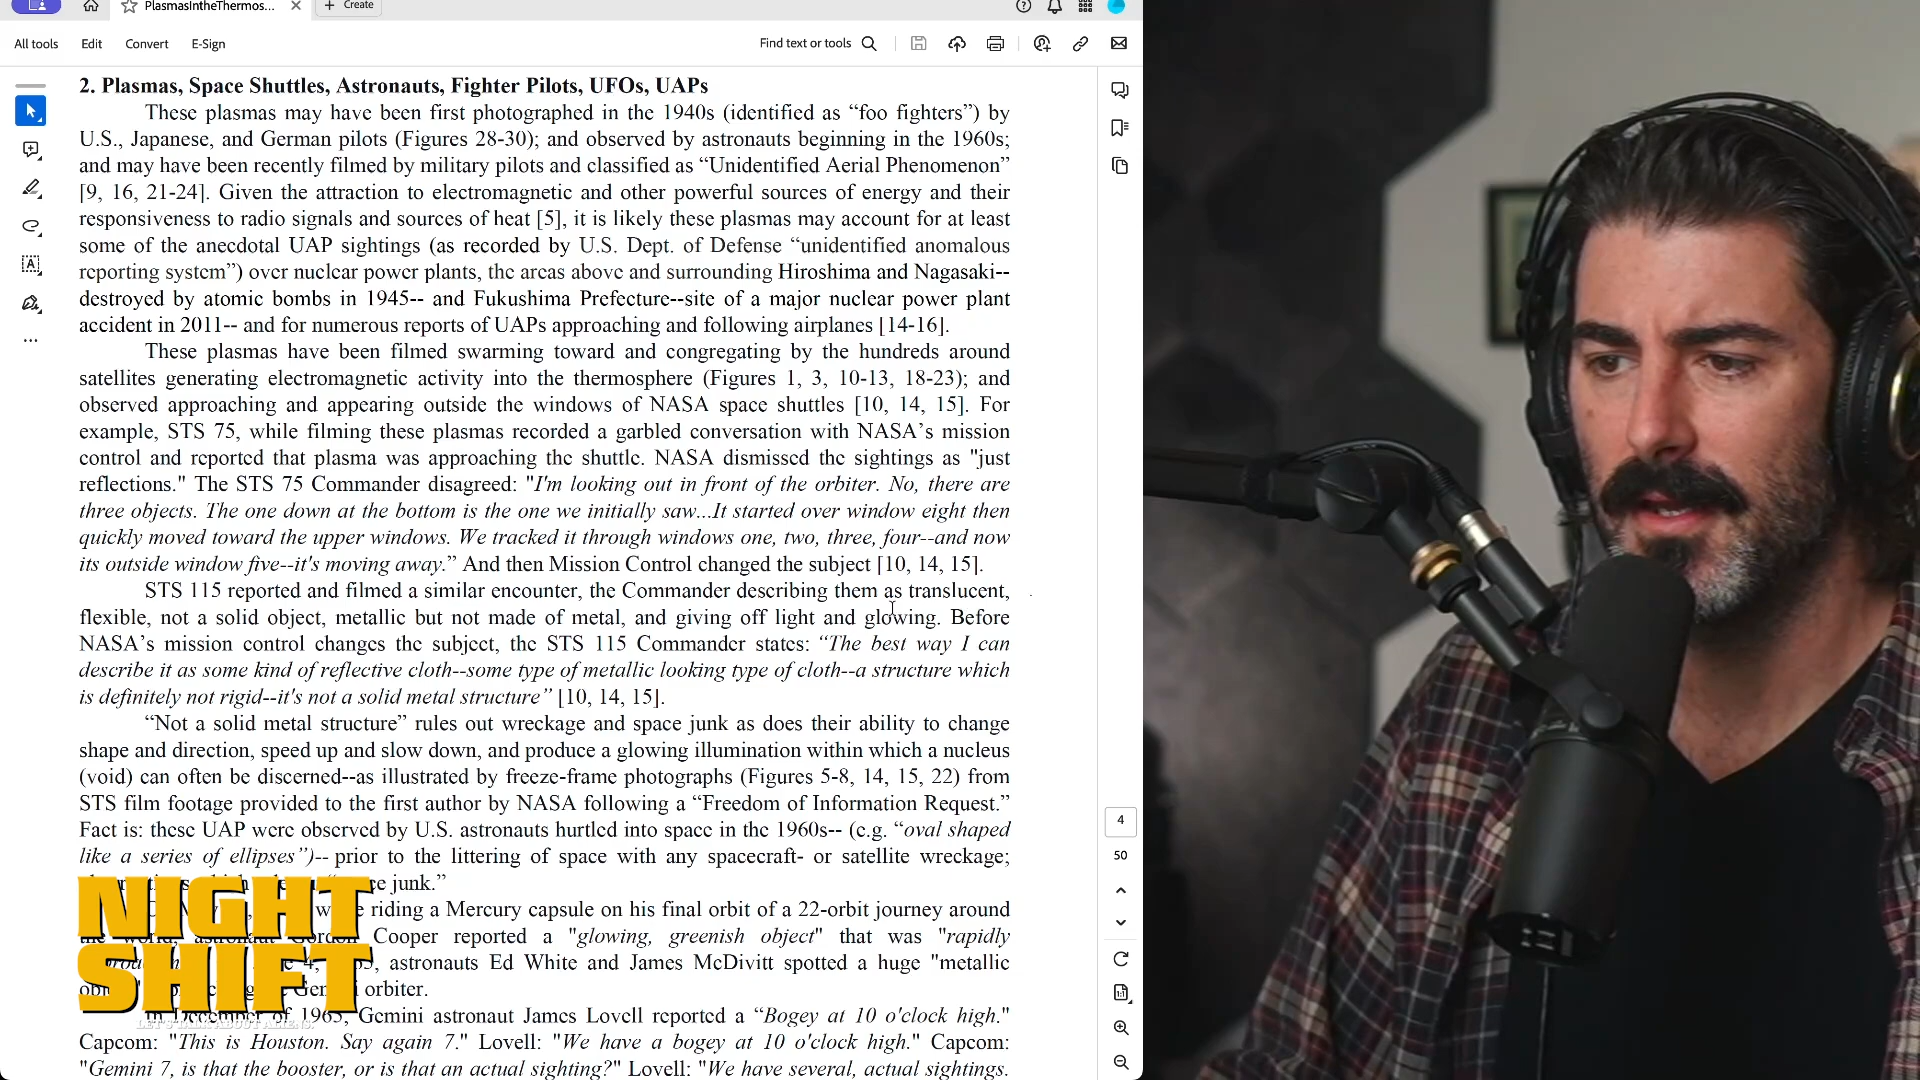 PlasmasIntheThermos...
Create
All tools
Edit
Convert
E-Sign
Find text or tools
2. Plasmas, Space Shuttles, Astronauts, Fighter Pilots, UFOs, UAPs
These plasmas may have been first photographed in the 1940s (identified as “foo fighters”) by
U.S., Japanese, and German pilots (Figures 28-30); and observed by astronauts beginning in the 1960s;
and may have been recently filmed by military pilots and classified as “Unidentified Aerial Phenomenon”
[9, 16, 21-24]. Given the attraction to electromagnetic and other powerful sources of energy and their
responsiveness to radio signals and sources of heat [5], it is likely these plasmas may account for at least
some of the anecdotal UAP sightings (as recorded by U.S. Dept. of Defense “unidentified anomalous
reporting system”) over nuclear power plants, the areas above and surrounding Hiroshima and Nagasaki--
destroyed by atomic bombs in 1945-- and Fukushima Prefecture--site of a major nuclear power plant
accident in 2011-- and for numerous reports of UAPs approaching and following airplanes [14-16].
These plasmas have been filmed swarming toward and congregating by the hundreds around
satellites generating electromagnetic activity into the thermosphere (Figures 1, 3, 10-13, 18-23); and
observed approaching and appearing outside the windows of NASA space shuttles [10, 14, 15]. For
example, STS 75, while filming these plasmas recorded a garbled conversation with NASA’s mission
control and reported that plasma was approaching the shuttle. NASA dismissed the sightings as "just
reflections." The STS 75 Commander disagreed: "I'm looking out in front of the orbiter. No, there are
three objects. The one down at the bottom is the one we initially saw...It started over window eight then
quickly moved toward the upper windows. We tracked it through windows one, two, three, four--and now
its outside window five--it's moving away.” And then Mission Control changed the subject [10, 14, 15].
STS 115 reported and filmed a similar encounter, the Commander describing them as translucent,
flexible, not a solid object, metallic but not made of metal, and giving off light and glowing. Before
NASA’s mission control changes the subject, the STS 115 Commander states: “The best way I can
describe it as some kind of reflective cloth--some type of metallic looking type of cloth--a structure which
is definitely not rigid--it's not a solid metal structure” [10, 14, 15].
“Not a solid metal structure” rules out wreckage and space junk as does their ability to change
shape and direction, speed up and slow down, and produce a glowing illumination within which a nucleus
(void) can often be discerned--as illustrated by freeze-frame photographs (Figures 5-8, 14, 15, 22) from
STS film footage provided to the first author by NASA following a “Freedom of Information Request.”
Fact is: these UAP were observed by U.S. astronauts hurtled into space in the 1960s-- (e.g. “oval shaped
like a series of ellipses”)-- prior to the littering of space with any spacecraft- or satellite wreckage;
junk.”
riding a Mercury capsule on his final orbit of a 22-orbit journey around
the world, astronaut Gordon Cooper reported a "glowing, greenish object" that was "rapidly
astronauts Ed White and James McDivitt spotted a huge "metallic
orbiter.
In December of 1965, Gemini astronaut James Lovell reported a “Bogey at 10 o'clock high."
Capcom: "This is Houston. Say again 7." Lovell: "We have a bogey at 10 o'clock high." Capcom:
"Gemini 7, is that the booster, or is that an actual sighting?" Lovell: "We have several, actual sightings.
NIGHT
SHIFT
LET'S TALK ABOUT ALIENS.
4
50